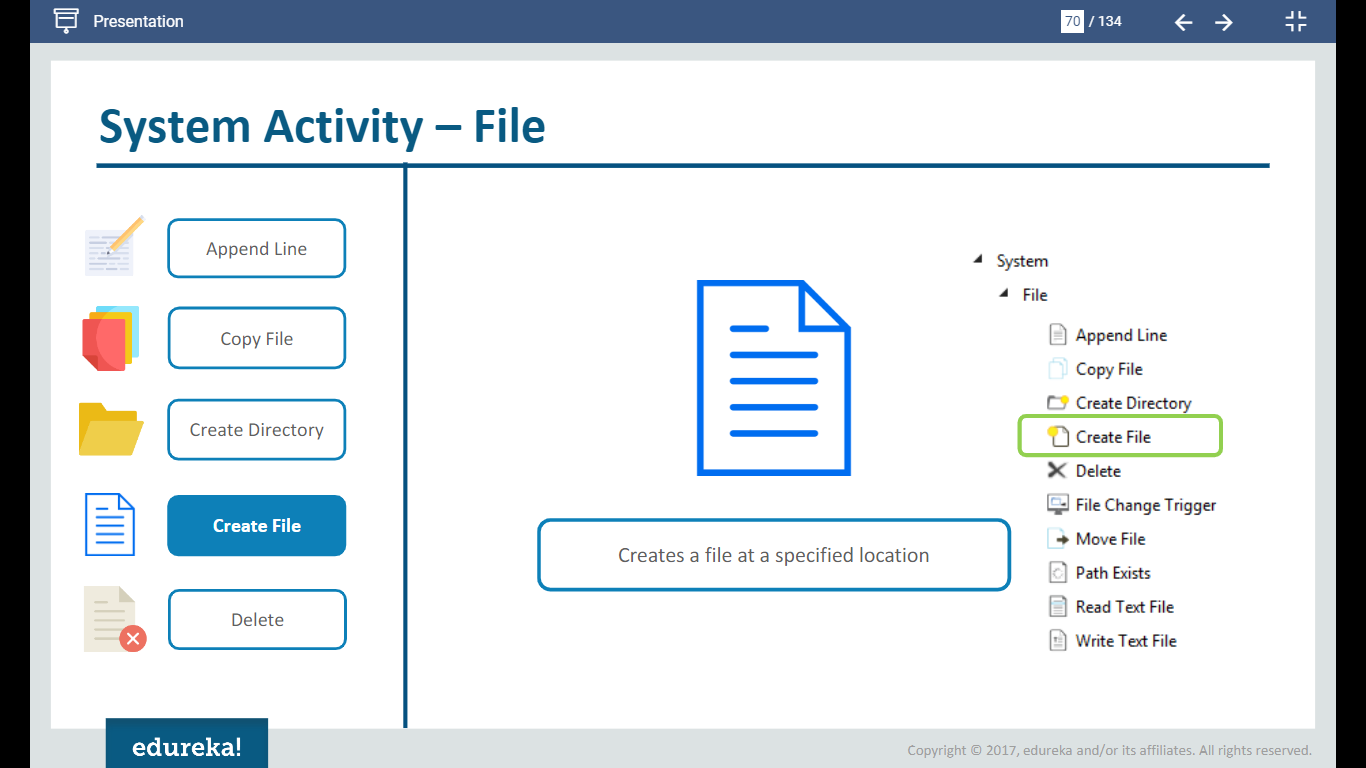 Presentation
70 / 134
System Activity – File
Append Line
Copy File
Create Directory
Create File
Delete
Creates a file at a specified location
System
File
Append Line
Copy File
Create Directory
Create File
Delete
File Change Trigger
Move File
Path Exists
Read Text File
Write Text File
edureka!
Copyright © 2017, edureka and/or its affiliates. All rights reserved.